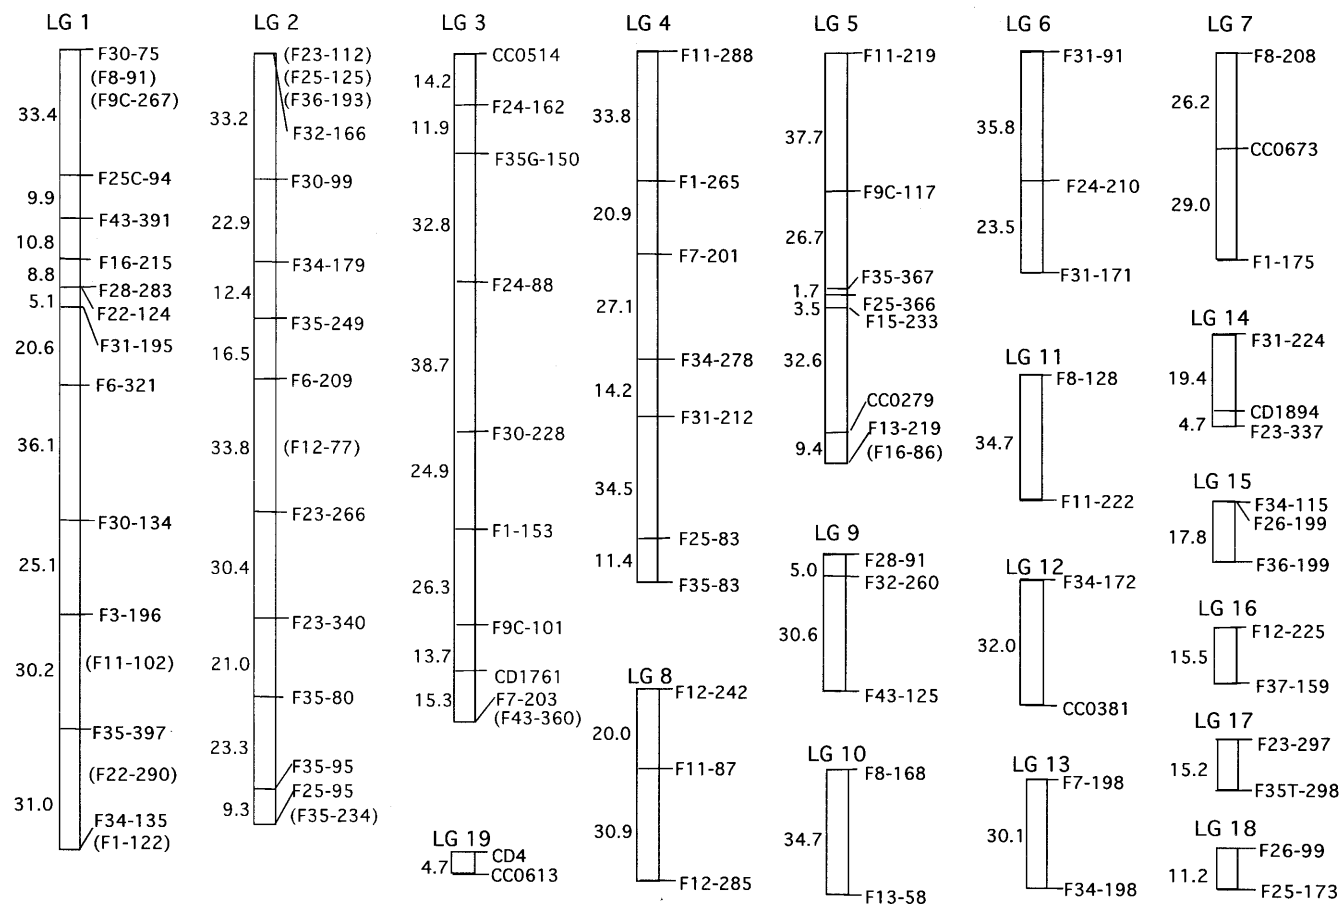 LG 1
F30-75
(F8-91)
(F9C-267)
33.4
F25C-94
9.9
F43-391
10.8
F16-215
8.8
F28-283
5.1
F22-124
F31-195
20.6
F6-321
36.1
F30-134
25.1
F3-196
(F11-102)
30.2
F35-397
(F22-290)
31.0
F34-135
(F1-122)
LG 2
(F23-112)
(F25-125)
(F36-193)
33.2
F32-166
F30-99
22.9
F34-179
12.4
F35-249
16.5
F6-209
33.8
(F12-77)
F23-266
30.4
F23-340
21.0
F35-80
23.3
F35-95
F25-95
9.3
(F35-234)
LG 3
CC0514
14.2
F24-162
11.9
F35G-150
32.8
F24-88
38.7
F30-228
24.9
F1-153
26.3
F9C-101
13.7
CD1761
15.3
F7-203
(F43-360)
LG 19
CD4
4.7
CC0613
LG 4
F11-288
33.8
F1-265
20.9
F7-201
27.1
F34-278
14.2
F31-212
34.5
F25-83
11.4
F35-83
LG 8
F12-242
20.0
F11-87
30.9
F12-285
LG 5
F11-219
37.7
F9C-117
26.7
F35-367
1.7
F25-366
3.5
F15-233
32.6
CC0279
F13-219
9.4
(F16-86)
LG 9
F28-91
5.0
F32-260
30.6
F43-125
LG 10
F8-168
34.7
F13-58
LG 6
F31-91
35.8
F24-210
23.5
F31-171
LG 11
F8-128
34.7
F11-222
LG 12
F34-172
32.0
CC0381
LG 13
F7-198
30.1
F34-198
LG 7
F8-208
26.2
CC0673
29.0
F1-175
LG 14
F31-224
19.4
CD1894
4.7
F23-337
LG 15
F34-115
F26-199
17.8
F36-199
LG 16
F12-225
15.5
F37-159
LG 17
F23-297
15.2
F35T-298
LG 18
F26-99
11.2
F25-173